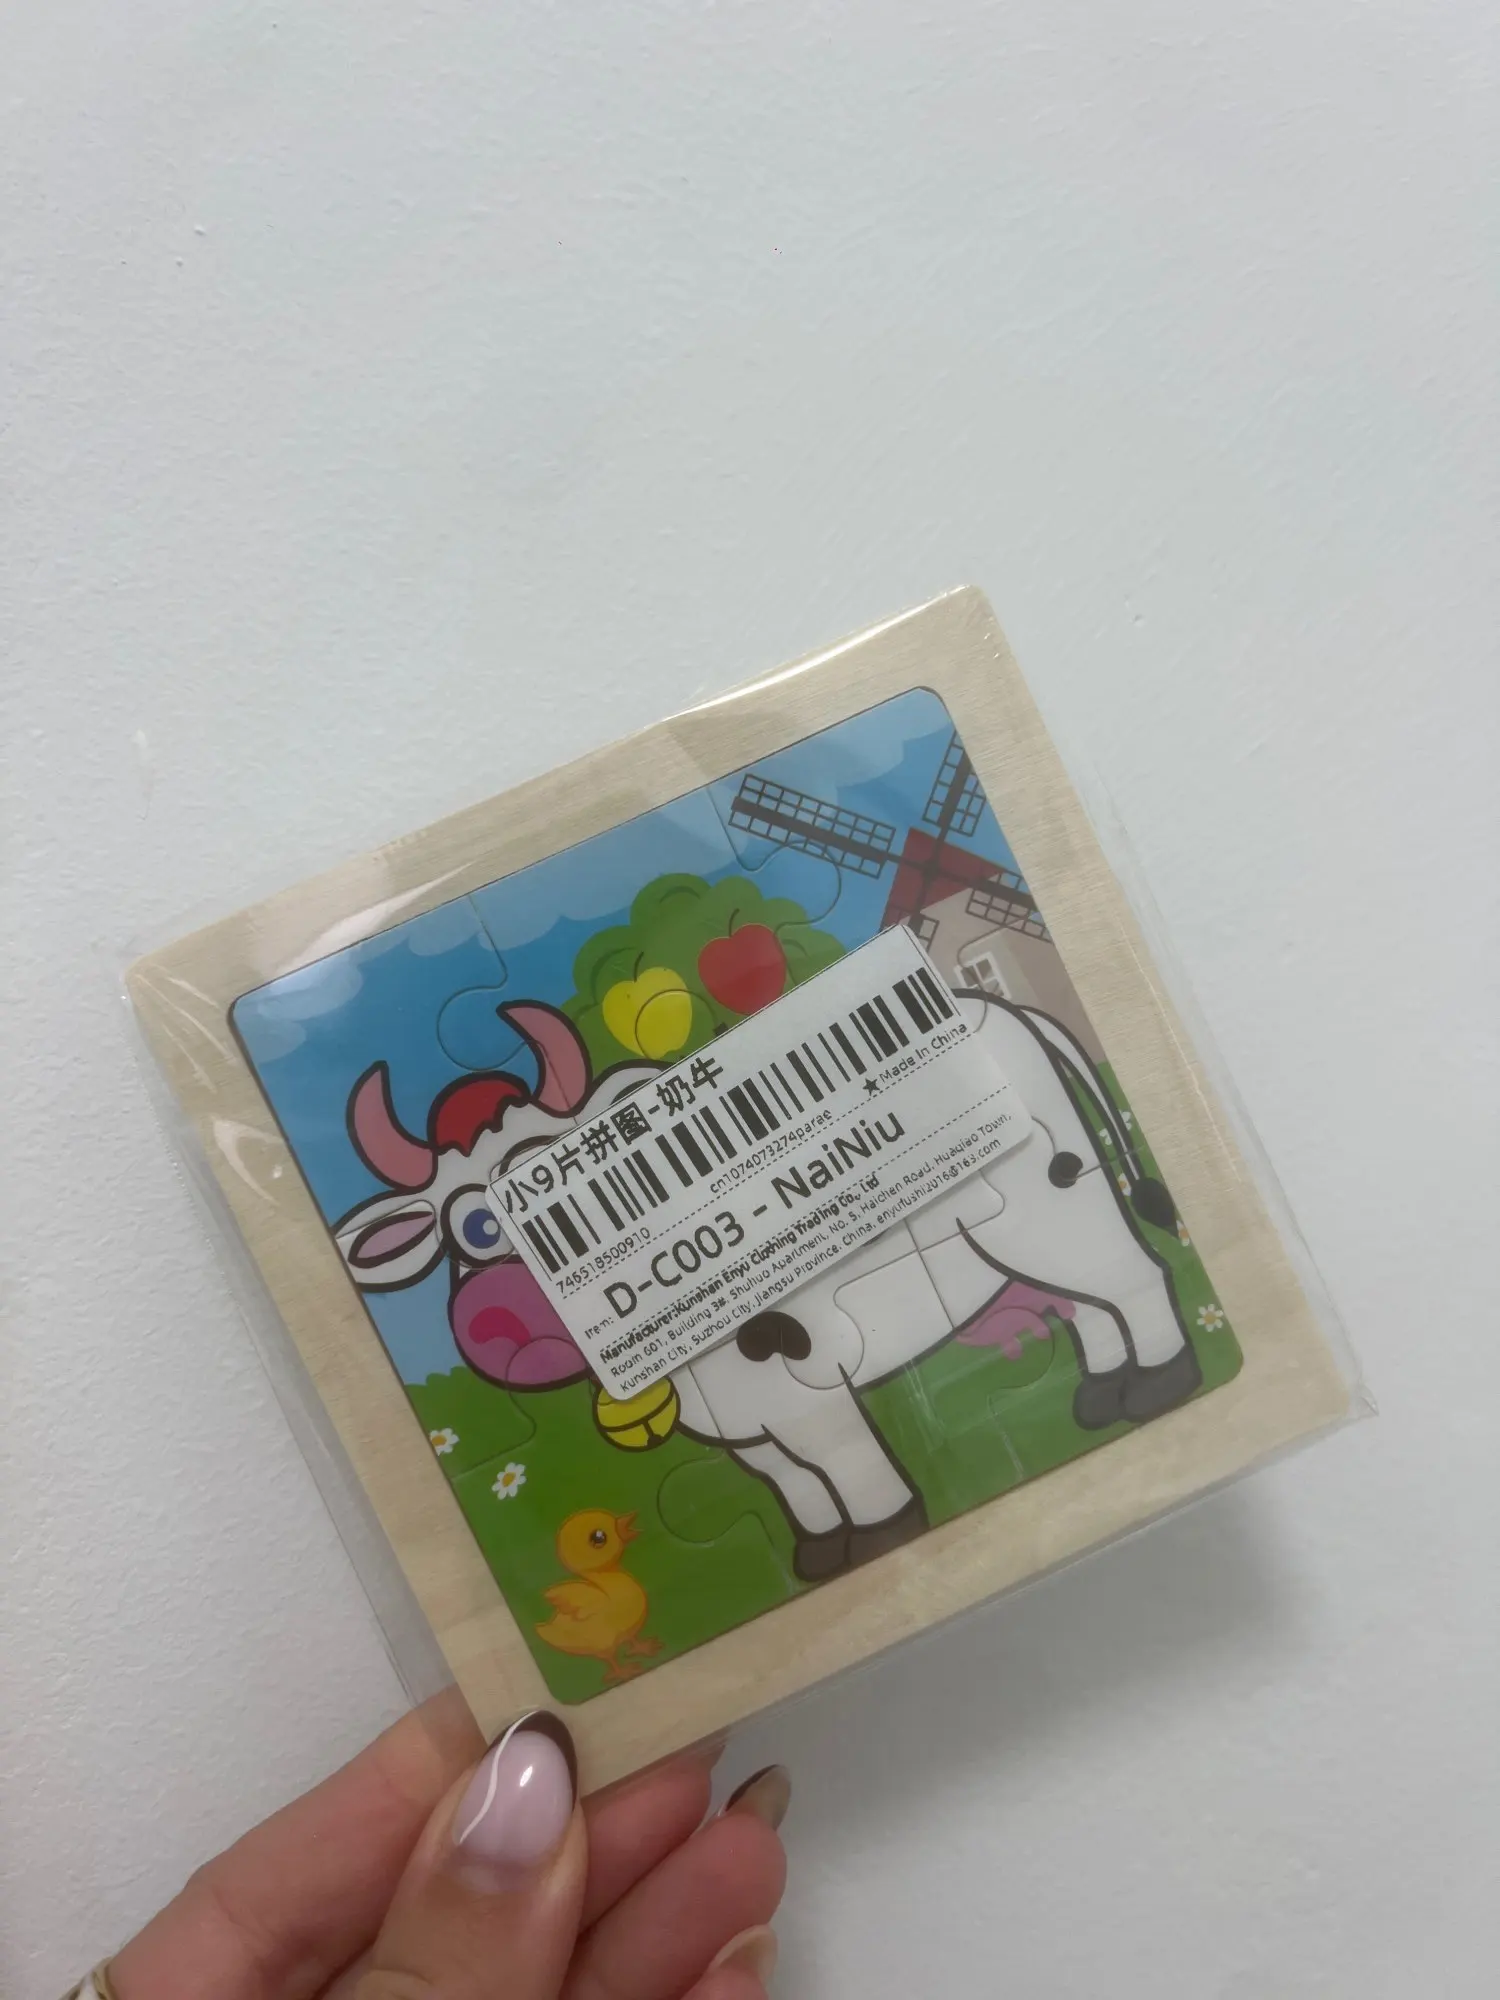 小9片拼图-奶牛
746518500910
cn1074073274parae
★Made In China
Item: D-C003 - NaiNiu
Manufacturer:Kunshan Enyu Clothing Trading Co., Ltd
Room 601, Building 3#, Shuhuo Apartment, No. 5, Haichen Road, Huaqiao Town,
Kunshan City, Suzhou City, Jiangsu Province, China, enyufushi2016@163.com